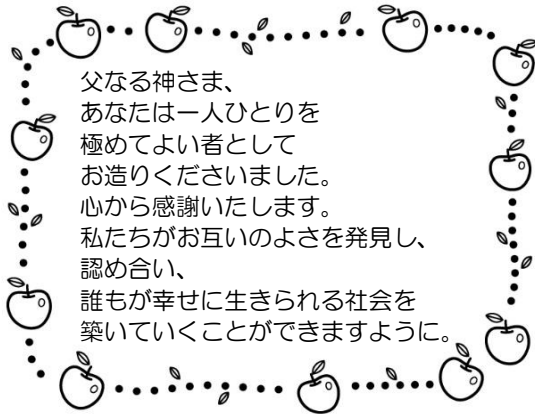 父なる神さま、
あなたは一人ひとりを
極めてよい者として
お造りくださいました。
心から感謝いたします。
私たちがお互いのよさを発見し、
認め合い、
誰もが幸せに生きられる社会を
築いていくことができますように。